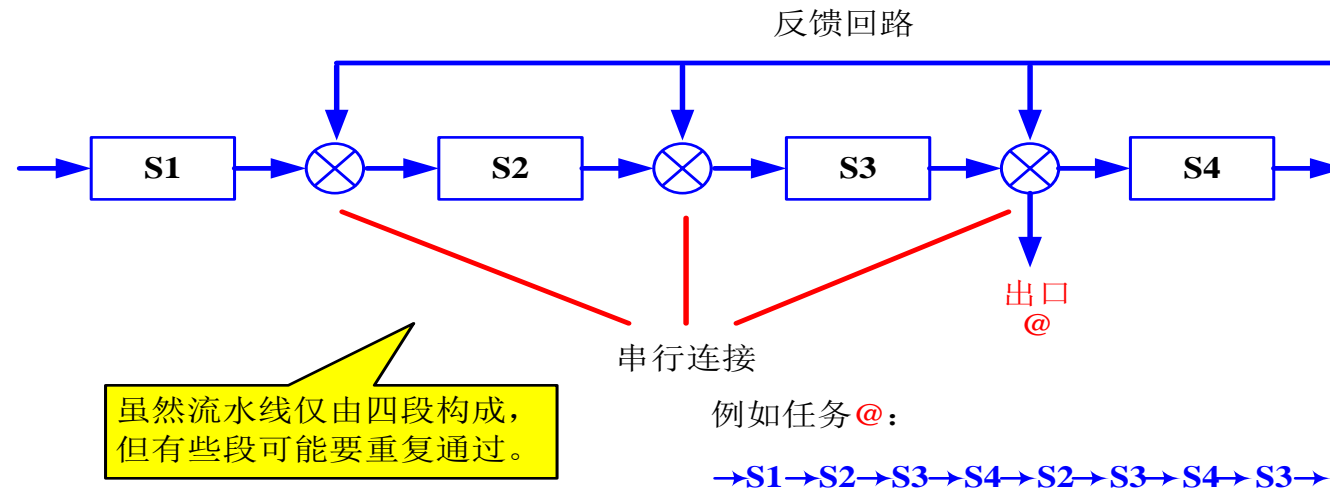 反馈回路
S1
S2
S3
S4
出口
@
串行连接
虽然流水线仅由四段构成，
但有些段可能要重复通过。
例如任务@：
→S1→S2→S3→S4→S2→S3→S4→S3→